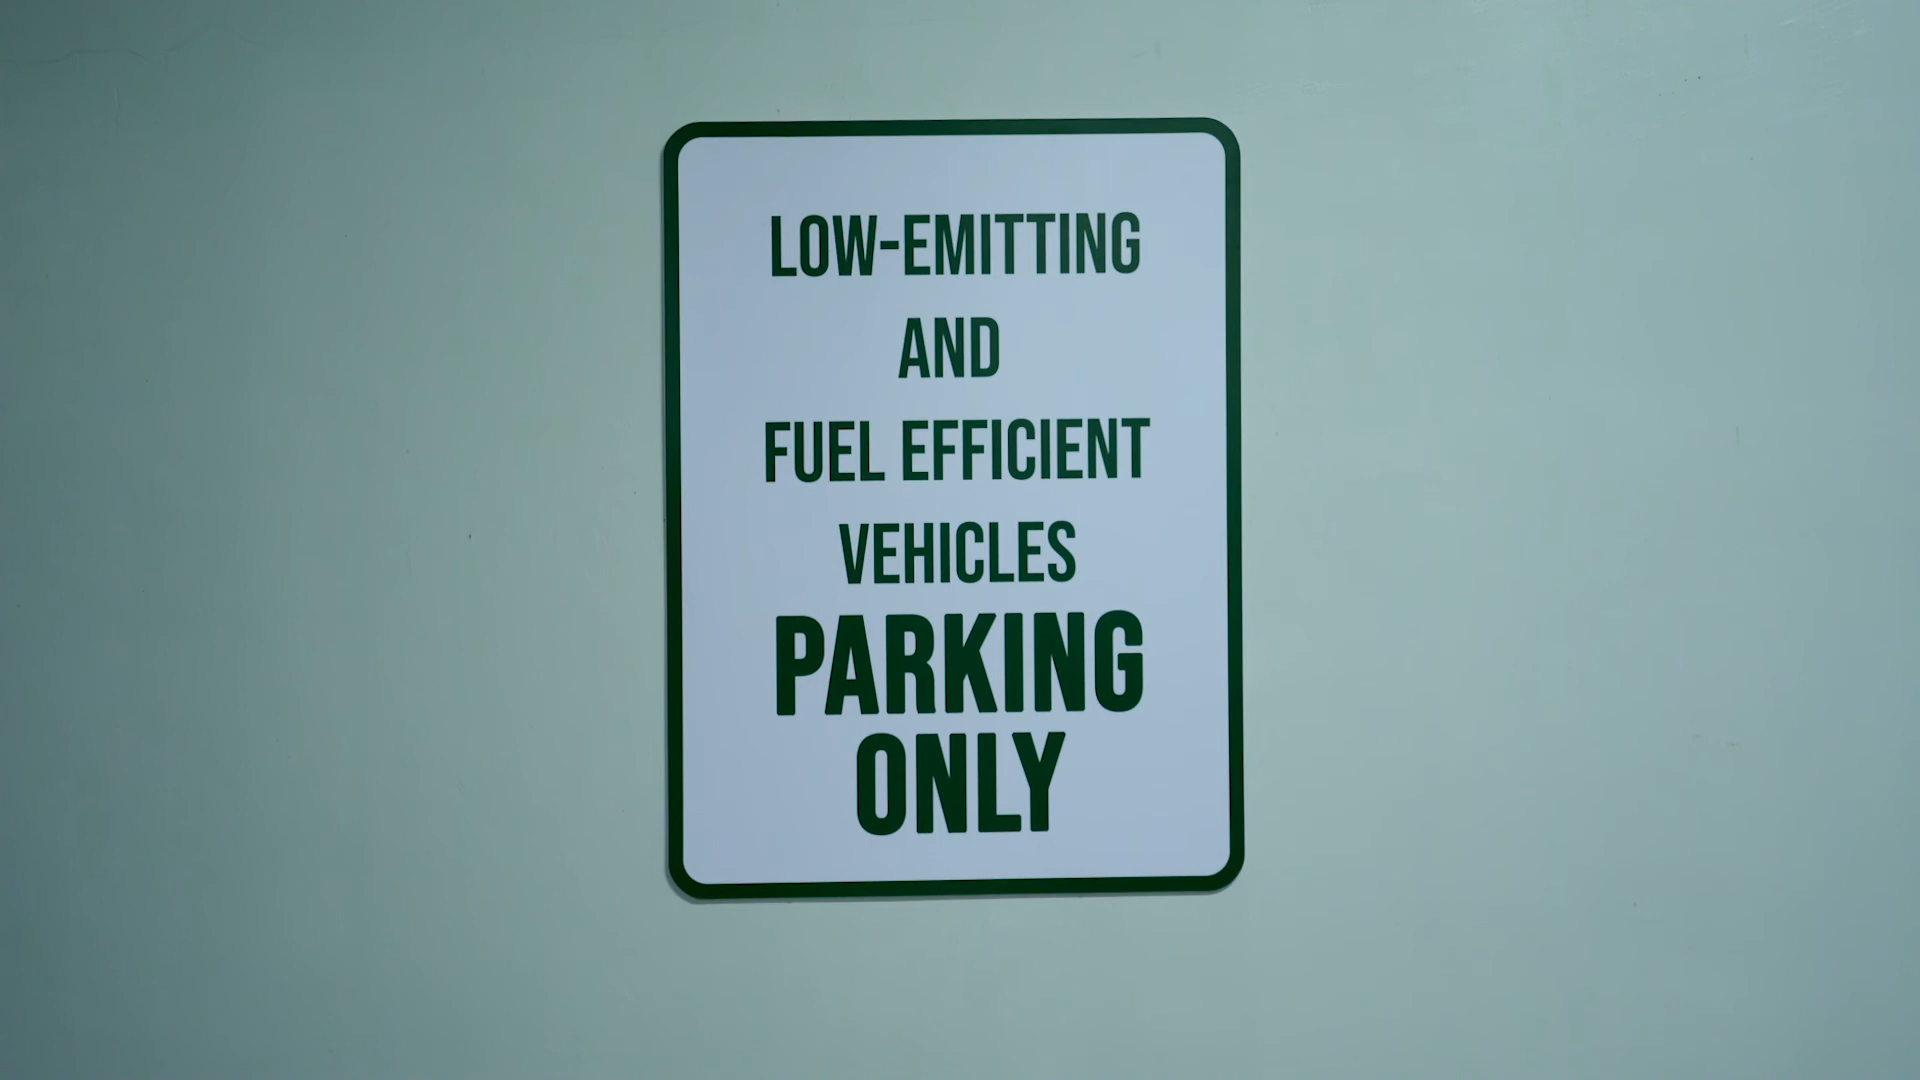 LOW-EMITTING
AND
FUEL EFFICIENT
VEHICLES
PARKING
ONLY